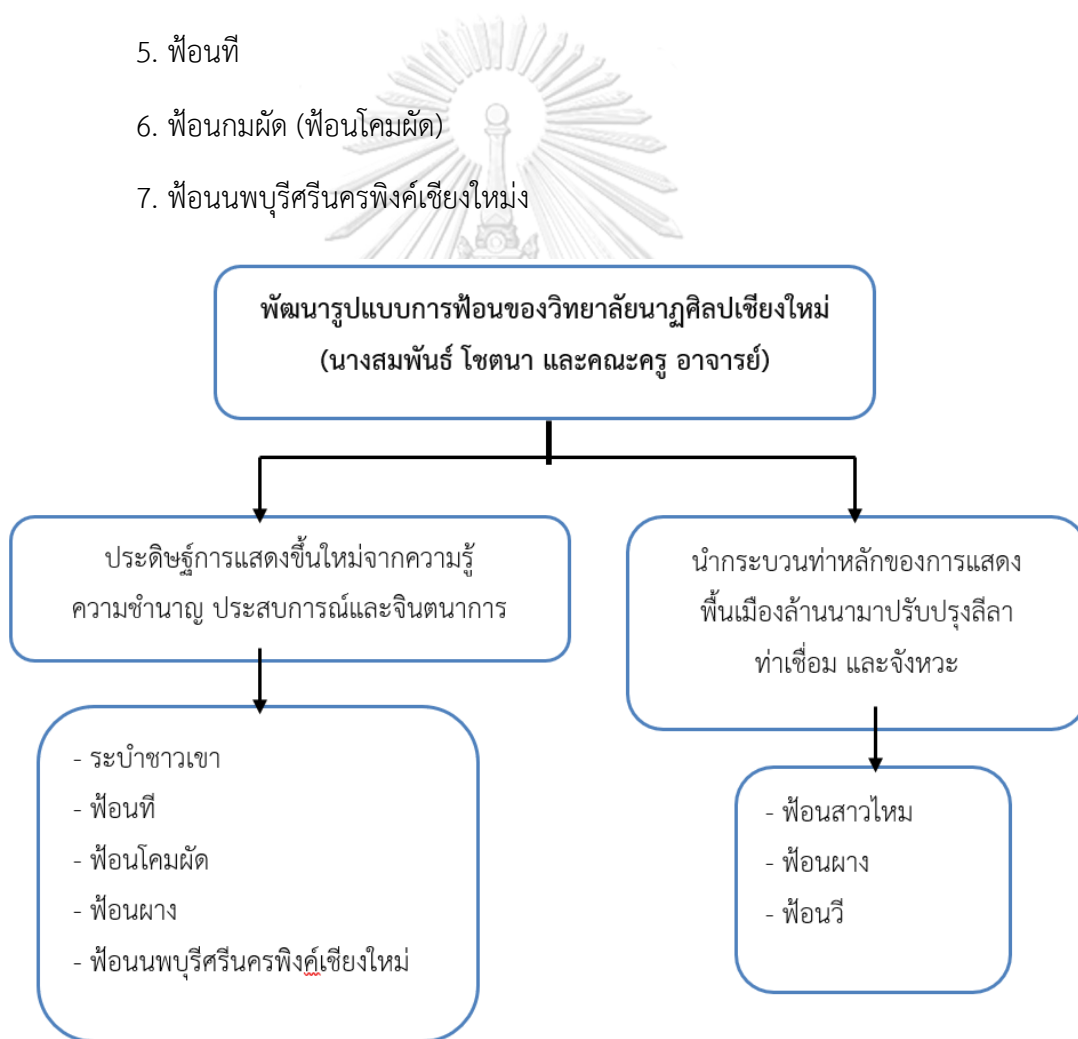 5. ฟ้อนที
6. ฟ้อนกมผัด (ฟ้อนโคมผัด)
7. ฟ้อนนพบุรีศรีนครพิงค์เชียงใหม่ง
พัฒนารูปแบบการฟ้อนของวิทยาลัยนาฏศิลปเชียงใหม่
(นางสมพันธ์ โชตนา และคณะครู อาจารย์)
ประดิษฐ์การแสดงขึ้นใหม่จากความรู้
ความชำนาญ ประสบการณ์และจินตนาการ
นำกระบวนท่าหลักของการแสดง
พื้นเมืองล้านนามาปรับปรุงลีลา
ท่าเชื่อม และจังหวะ
- ระบำชาวเขา
- ฟ้อนที
- ฟ้อนโคมผัด
- ฟ้อนผาง
- ฟ้อนนพบุรีศรีนครพิงค์เชียงใหม่
- ฟ้อนสาวไหม
- ฟ้อนผาง
- ฟ้อนวี